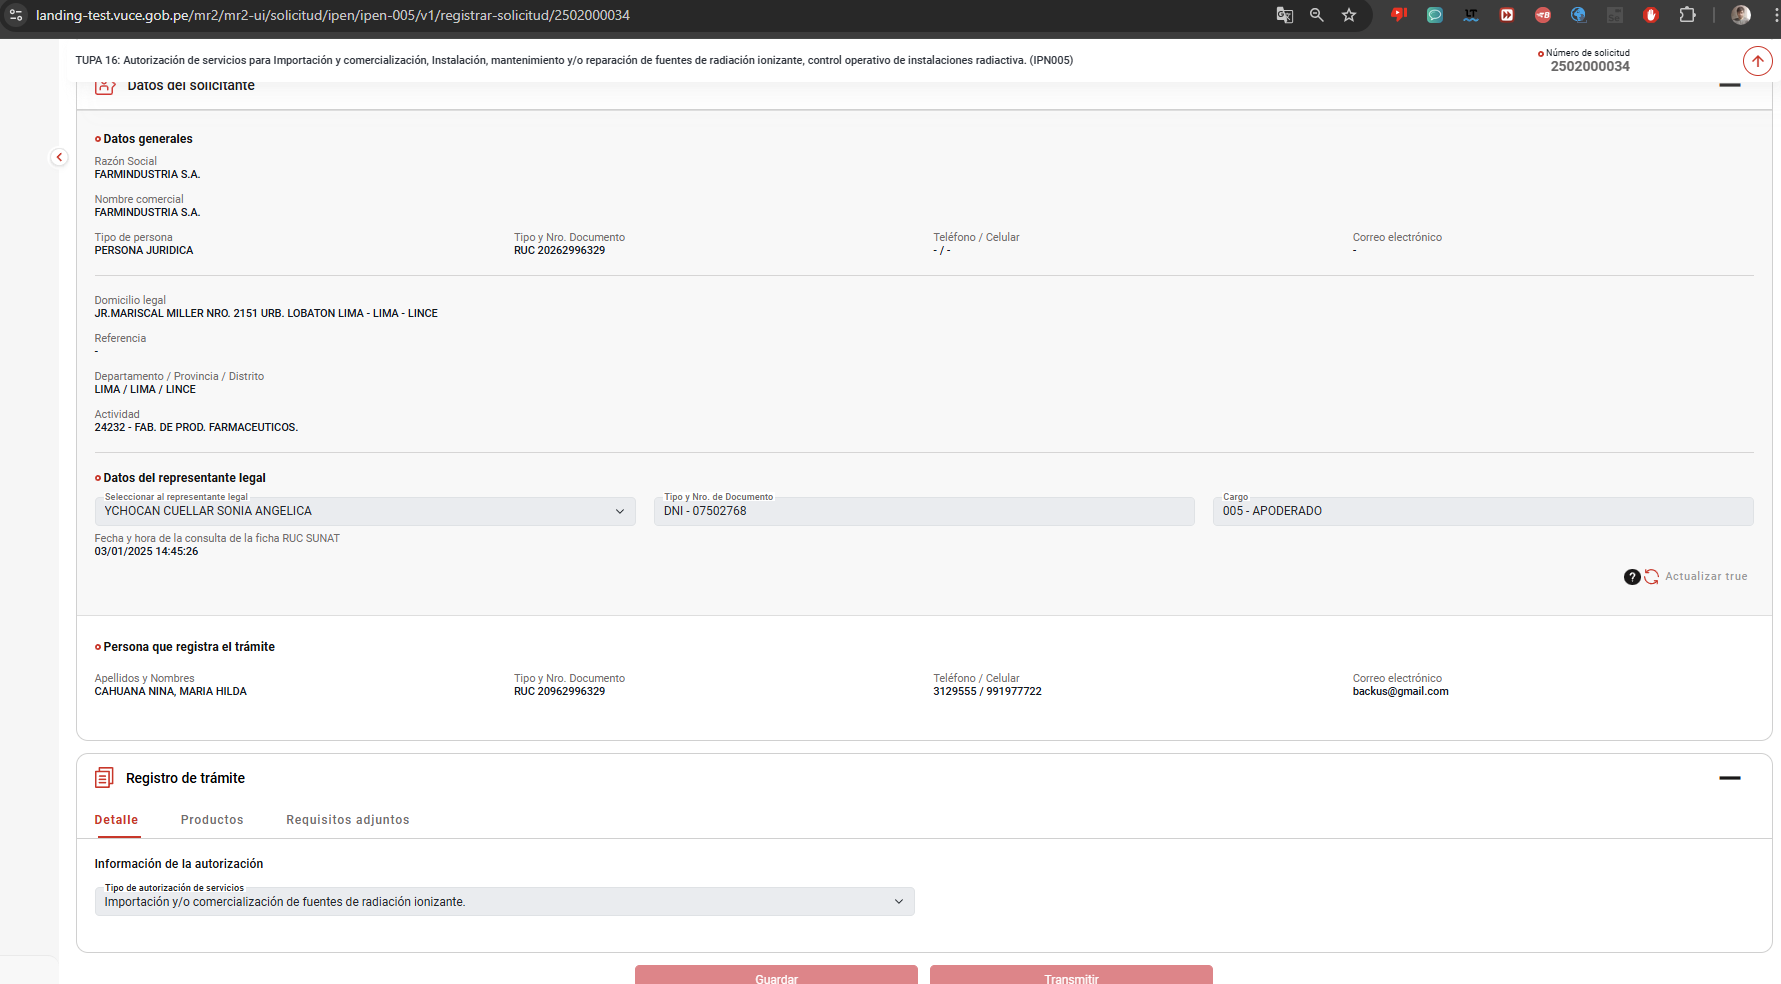 landing-test.vuce.gob.pe/mr2/mr2-ui/solicitud/ipen/ipen-005/v1/registrar-solicitud/2502000034
TUPA 16: Autorización de servicios para Importación y comercialización, Instalación, mantenimiento y/o reparación de fuentes de radiación ionizante, control operativo de instalaciones radiactiva. (IPN005)
Número de solicitud
2502000034
Datos del solicitante
Datos generales
Razón Social
FARMINDUSTRIA S.A.
Nombre comercial
FARMINDUSTRIA S.A.
Tipo de persona Tipo y Nro. Documento Teléfono / Celular Correo electrónico
PERSONA JURIDICA RUC 20262996329 - / - -
Domicilio legal
JR.MARISCAL MILLER NRO. 2151 URB. LOBATON LIMA - LIMA - LINCE
Referencia
-
Departamento / Provincia / Distrito
LIMA / LIMA / LINCE
Actividad
24232 - FAB. DE PROD. FARMACEUTICOS.
Datos del representante legal
Seleccionar al representante legal Tipo y Nro. de Documento Cargo
YCHOCAN CUELLAR SONIA ANGELICA DNI - 07502768 005 - APODERADO
Fecha y hora de la consulta de la ficha RUC SUNAT
03/01/2025 14:45:26
? Actualizar true
Persona que registra el trámite
Apellidos y Nombres Tipo y Nro. Documento Teléfono / Celular Correo electrónico
CAHUANA NINA, MARIA HILDA RUC 20962996329 3129555 / 991977722 backus@gmail.com
Registro de trámite
Detalle Productos Requisitos adjuntos
Información de la autorización
Tipo de autorización de servicios
Importación y/o comercialización de fuentes de radiación ionizante.
Guardar Transmitir